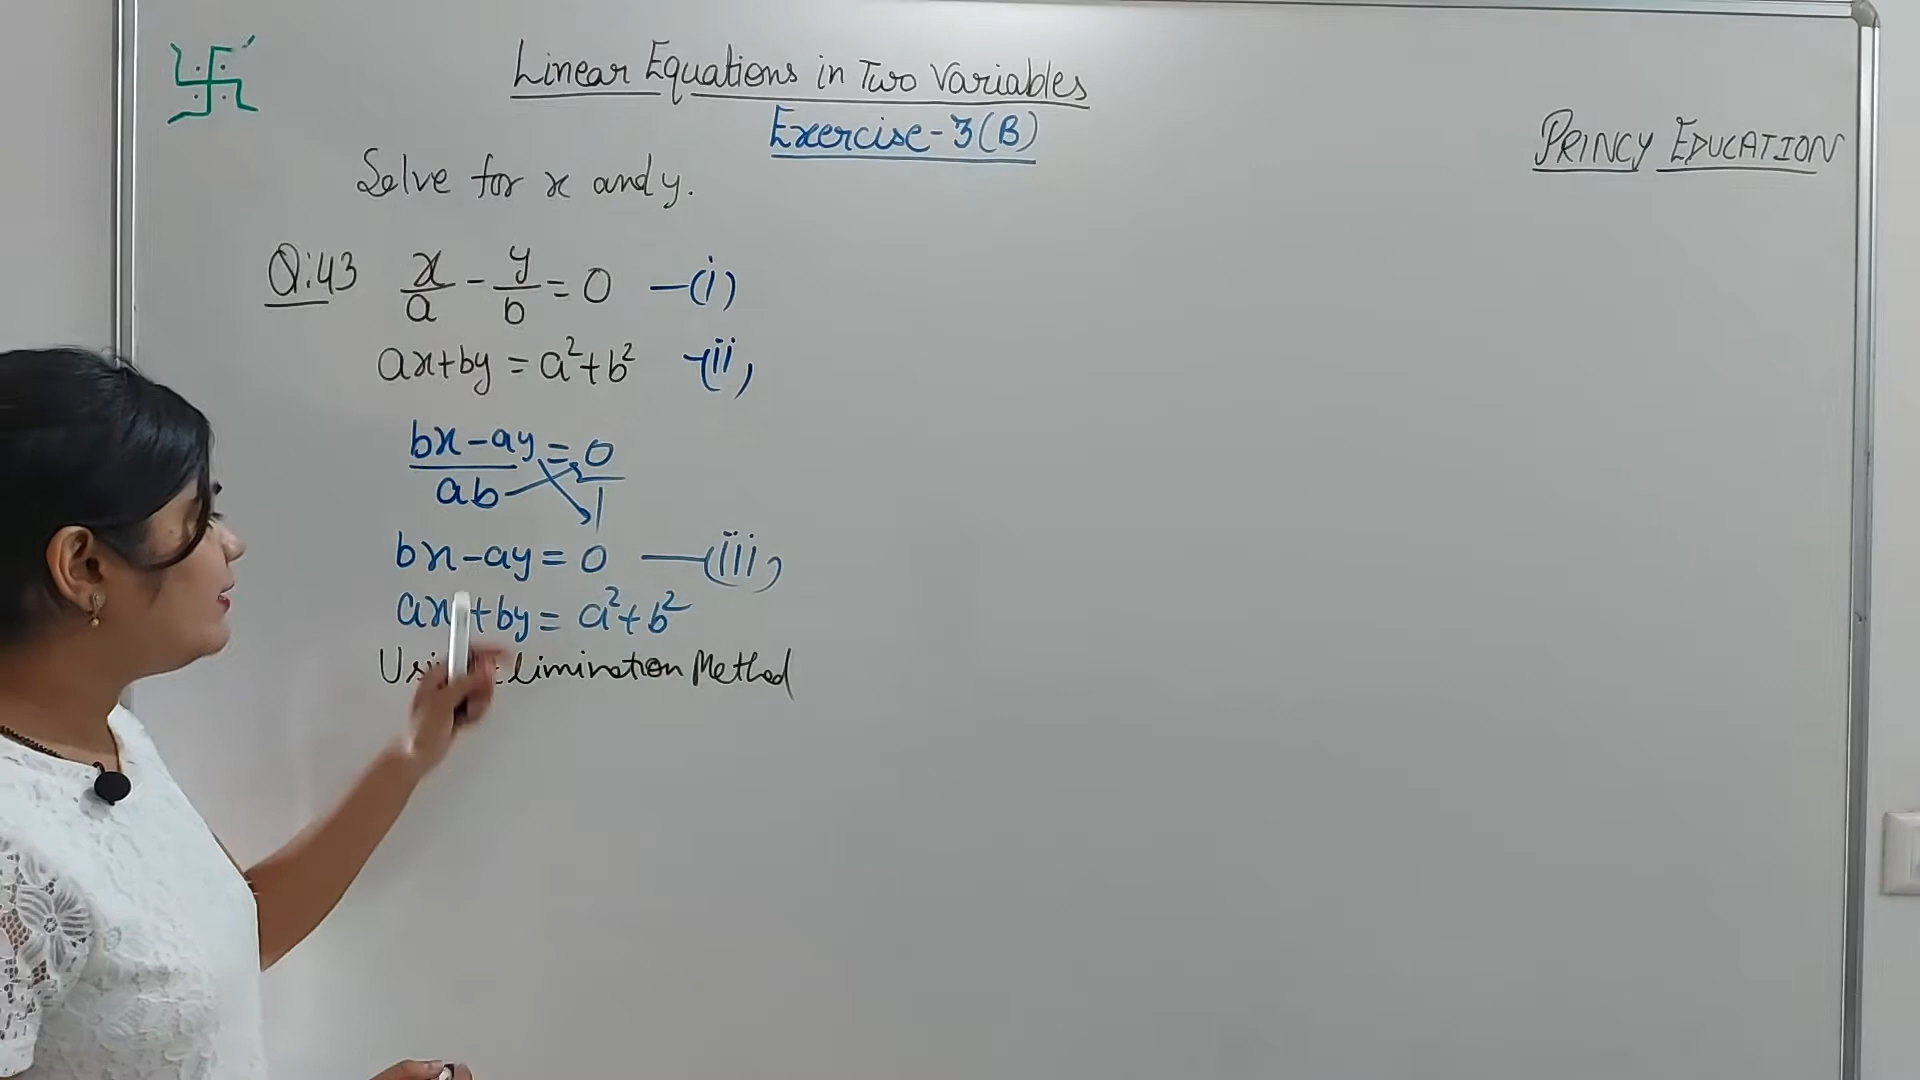 Linear Equations in Two Variables
Exercise-3(B)
PRINCY EDUCATION
Solve for x and y.
Q:43 x/a - y/b = 0 —(i)
ax+by = a²+b² -(ii)
bx-ay/ab = 0/1
bx-ay = 0 —(iii)
ax+by = a²+b²
Elimination Method